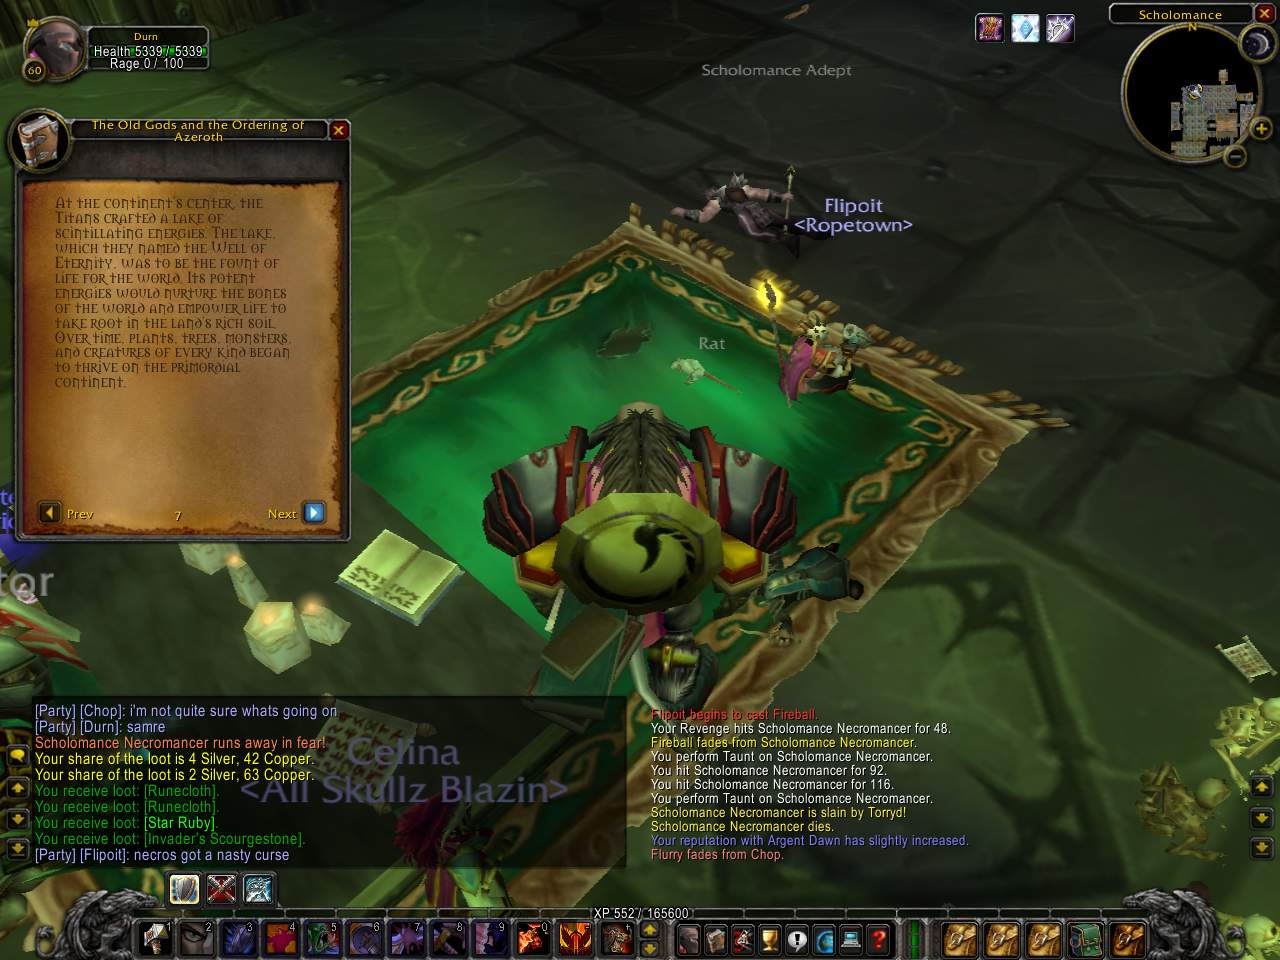 Durn
Health 5339 / 5339
Rage 0 / 100
60
Scholomance
N
Scholomance Adept
The Old Gods and the Ordering of
Azeroth
At the continent's center, the
Titans crafted a lake of
scintillating energies. The lake,
which they named the Well of
Eternity, was to be the fount of
life for the world. Its potent
energies would nurture the bones
of the world and empower life to
take root in the land's rich soil.
Over time, plants, trees, monsters,
and creatures of every kind began
to thrive on the primordial
continent.
Prev
7
Next
Flipoit
<Ropetown>
Rat
tor
Celina
<All Skullz Blazin>
[Party] [Chop]: i'm not quite sure whats going on
[Party] [Durn]: samre
Scholomance Necromancer runs away in fear!
Your share of the loot is 4 Silver, 42 Copper.
Your share of the loot is 2 Silver, 63 Copper.
You receive loot: [Runecloth].
You receive loot: [Runecloth].
You receive loot: [Star Ruby].
You receive loot: [Invader's Scourgestone].
[Party] [Flipoit]: necros got a nasty curse
Flipoit begins to cast Fireball.
Your Revenge hits Scholomance Necromancer for 48.
Fireball fades from Scholomance Necromancer.
You perform Taunt on Scholomance Necromancer.
You hit Scholomance Necromancer for 92.
You hit Scholomance Necromancer for 116.
You perform Taunt on Scholomance Necromancer.
Scholomance Necromancer is slain by Torryd!
Scholomance Necromancer dies.
Your reputation with Argent Dawn has slightly increased.
Flurry fades from Chop.
XP 552 / 165600
1 2 3 4 5 6 7 8 9 0 - +